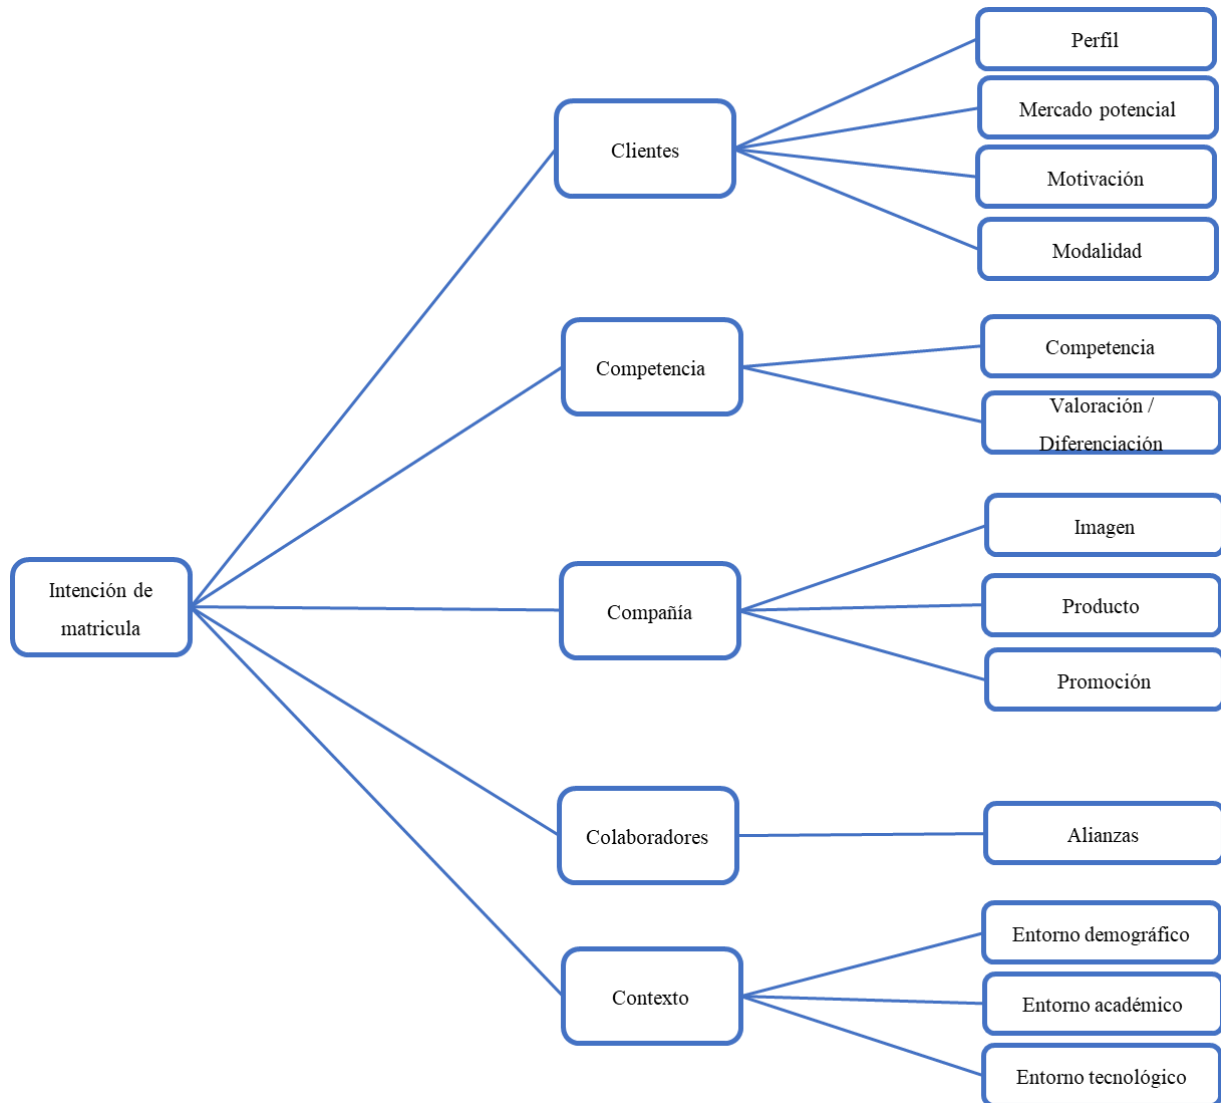 Perfil
Mercado potencial
Clientes
Motivación
Modalidad
Competencia
Competencia
Valoración /
Diferenciación
Imagen
Intención de
matricula
Compañía
Producto
Promoción
Colaboradores
Alianzas
Entorno demográfico
Contexto
Entorno académico
Entorno tecnológico